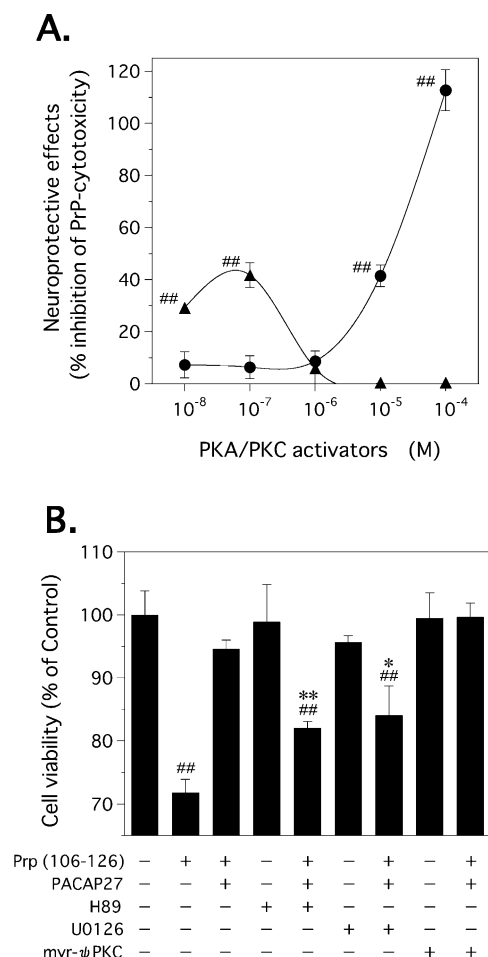 A.
Neuroprotective effects
(% inhibition of PrP-cytotoxicity)
120
100
80
60
40
20
0
##
##
##
##
10-8 10-7 10-6 10-5 10-4
PKA/PKC activators (M)
B.
Cell viability (% of Control)
110
100
90
80
70
##
**
##
*
##
Prp (106-126) − + + − + − + − +
PACAP27 − − + − + − + − +
H89 − − − + + − − − −
U0126 − − − − − + + − −
myr-ψPKC − − − − − − − + +